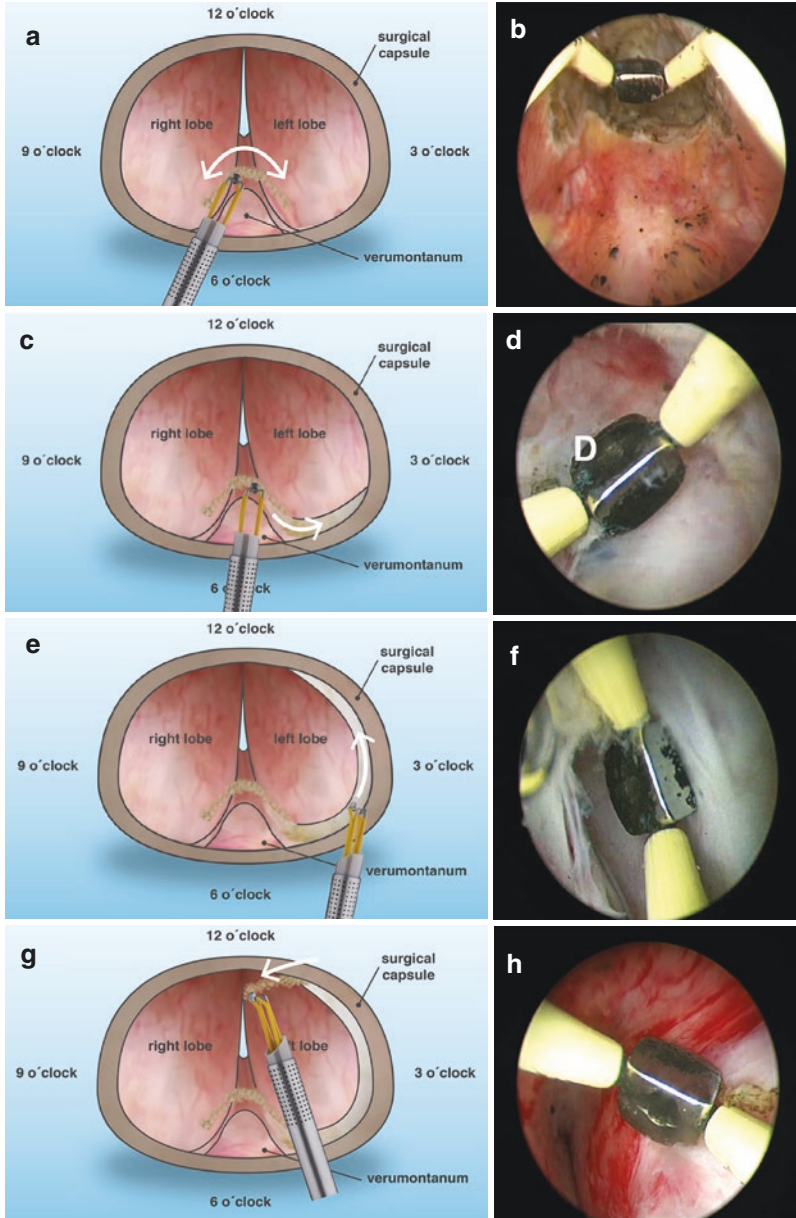 a
12 o´clock
surgical
capsule
right lobe
left lobe
9 o´clock
3 o´clock
verumontanum
6 o´clock
b
c
12 o´clock
surgical
capsule
right lobe
left lobe
9 o´clock
3 o´clock
verumontanum
d
D
e
12 o´clock
surgical
capsule
right lobe
left lobe
9 o´clock
3 o´clock
verumontanum
6 o´clock
f
g
12 o´clock
surgical
capsule
right lobe
lobe
9 o´clock
3 o´clock
verumontanum
6 o´clock
h